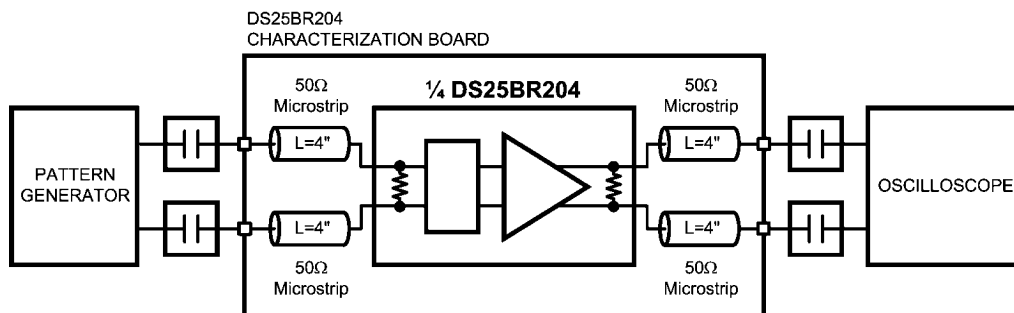 DS25BR204
CHARACTERIZATION BOARD
50Ω
Microstrip
¼ DS25BR204
50Ω
Microstrip
L=4"
L=4"
PATTERN
GENERATOR
OSCILLOSCOPE
L=4"
L=4"
50Ω
Microstrip
50Ω
Microstrip